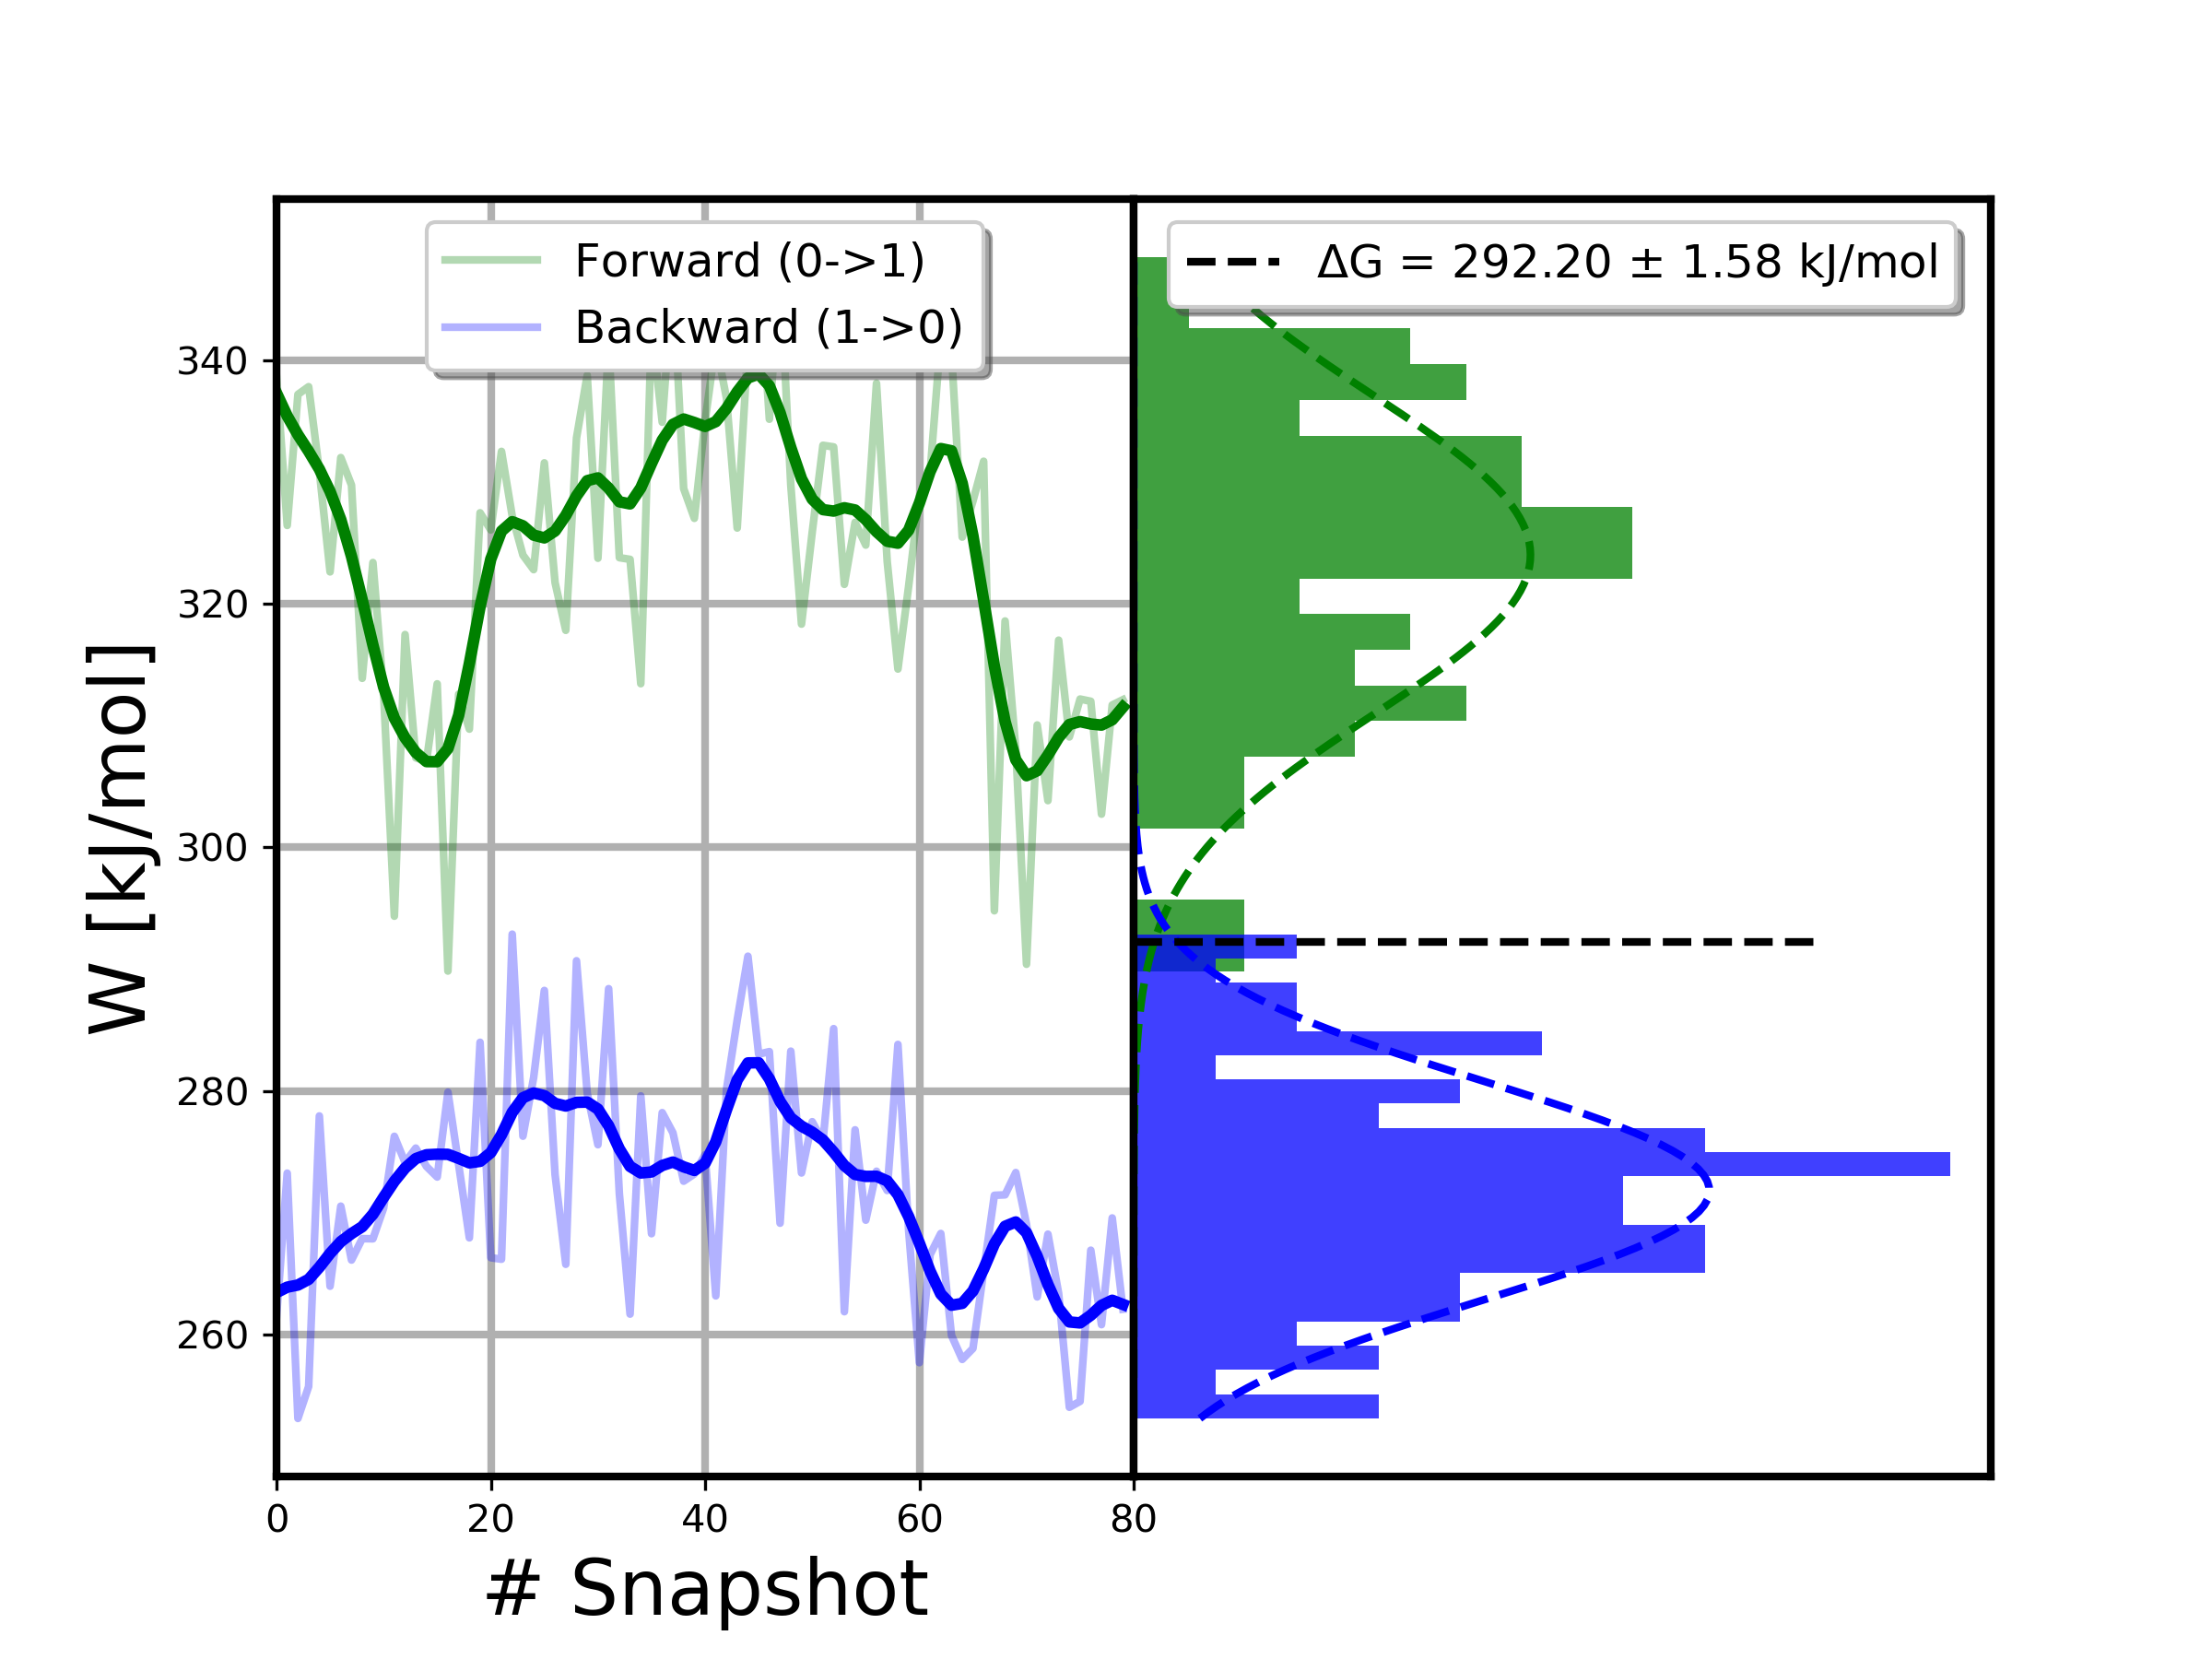 Forward (0->1)
Backward (1->0)
ΔG = 292.20 ± 1.58 kJ/mol
W [kJ/mol]
340
320
300
280
260
0 20 40 60 80
# Snapshot